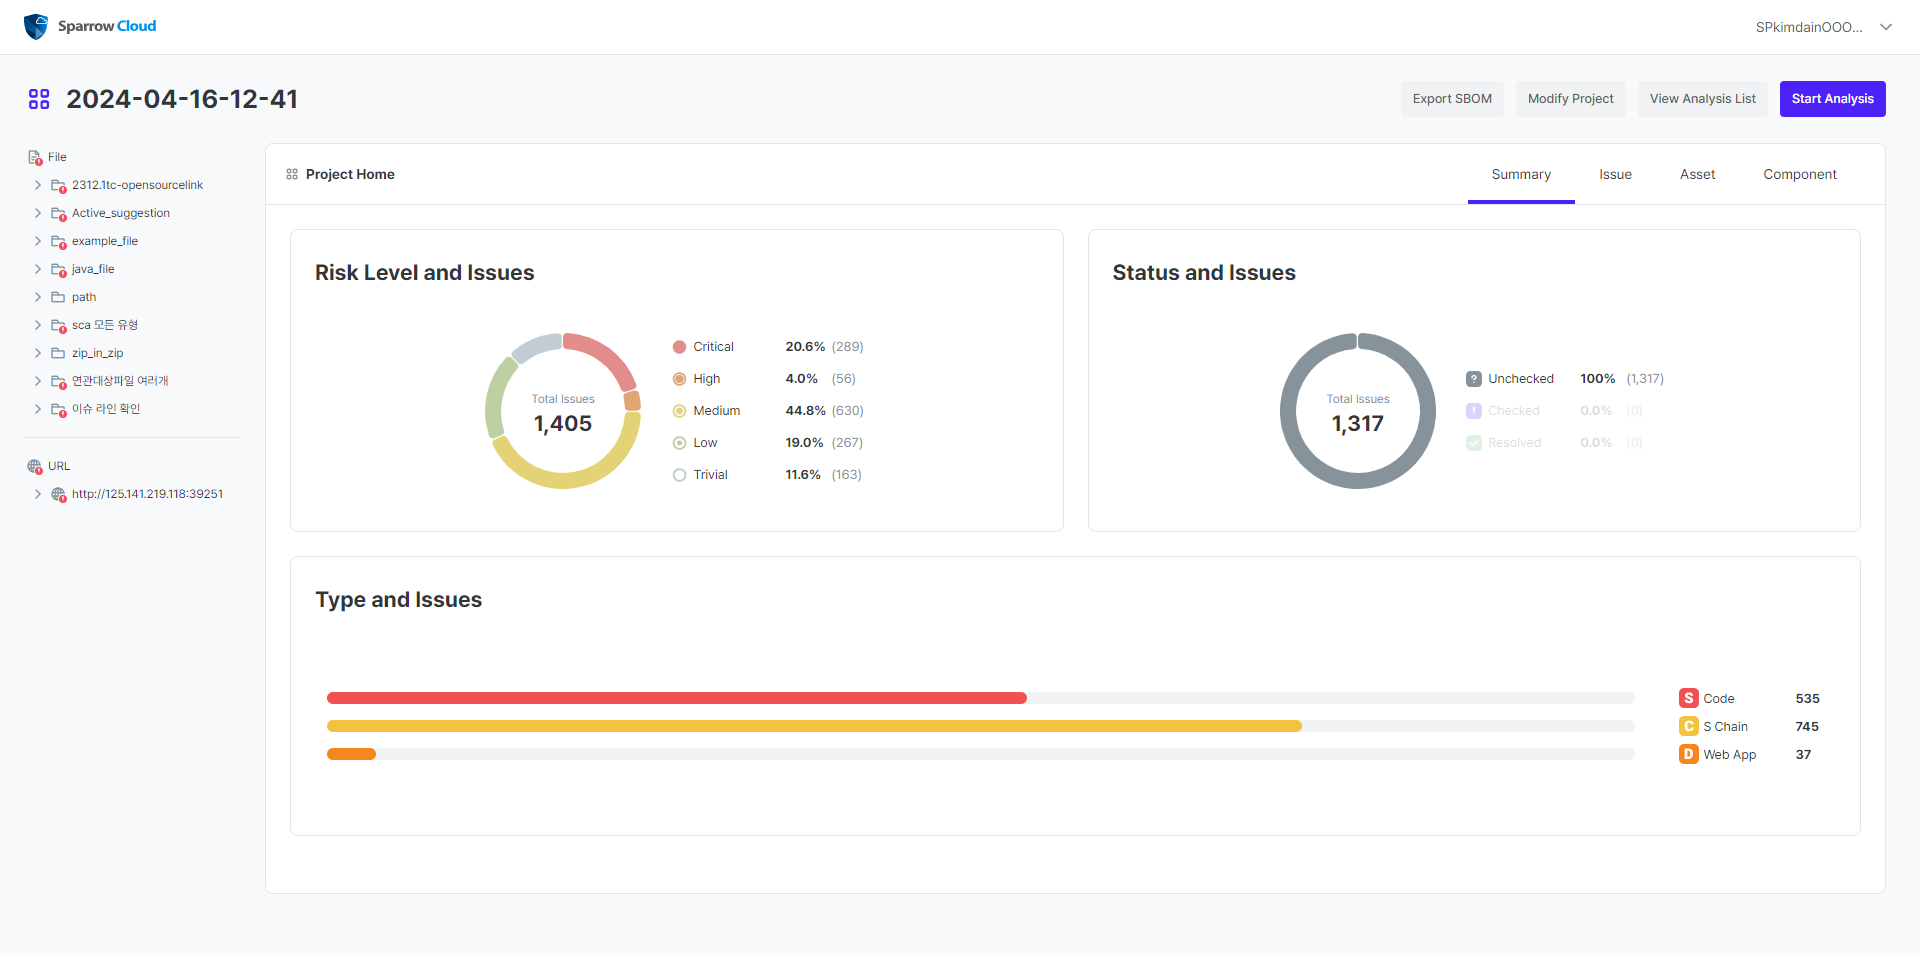 Sparrow Cloud
SPkimdainOOO...
2024-04-16-12-41
Export SBOM
Modify Project
View Analysis List
Start Analysis
File
2312.1tc-opensourcelink
Active_suggestion
example_file
java_file
path
sca 모든 유형
zip_in_zip
연관대상파일 여러개
이슈 라인 확인
URL
http://125.141.219.118:39251
Project Home
Summary
Issue
Asset
Component
Risk Level and Issues
Total Issues
1,405
Critical 20.6% (289)
High 4.0% (56)
Medium 44.8% (630)
Low 19.0% (267)
Trivial 11.6% (163)
Status and Issues
Total Issues
1,317
? Unchecked 100% (1,317)
! Checked 0.0% (0)
Resolved 0.0% (0)
Type and Issues
S Code 535
C S Chain 745
D Web App 37